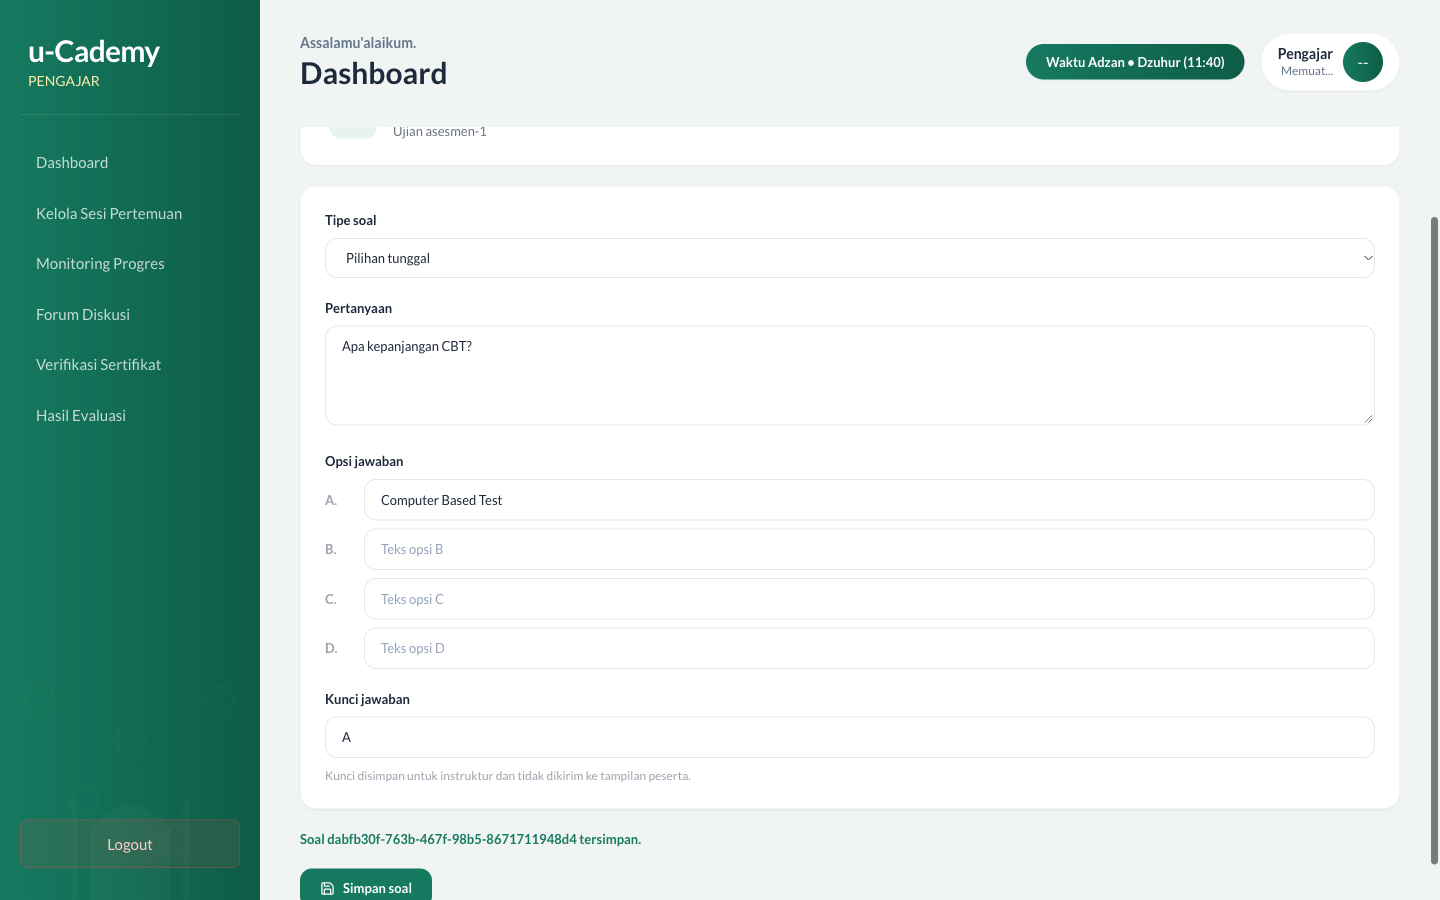 u-Cademy
PENGAJAR
Dashboard
Kelola Sesi Pertemuan
Monitoring Progres
Forum Diskusi
Verifikasi Sertifikat
Hasil Evaluasi
Logout
Assalamu'alaikum.
Dashboard
Waktu Adzan • Dzuhur (11:40)
Pengajar
Memuat...
--
Ujian asesmen-1
Tipe soal
Pilihan tunggal
Pertanyaan
Apa kepanjangan CBT?
Opsi jawaban
A. Computer Based Test
B. Teks opsi B
C. Teks opsi C
D. Teks opsi D
Kunci jawaban
A
Kunci disimpan untuk instruktur dan tidak dikirim ke tampilan peserta.
Soal dabfb30f-763b-467f-98b5-8671711948d4 tersimpan.
Simpan soal